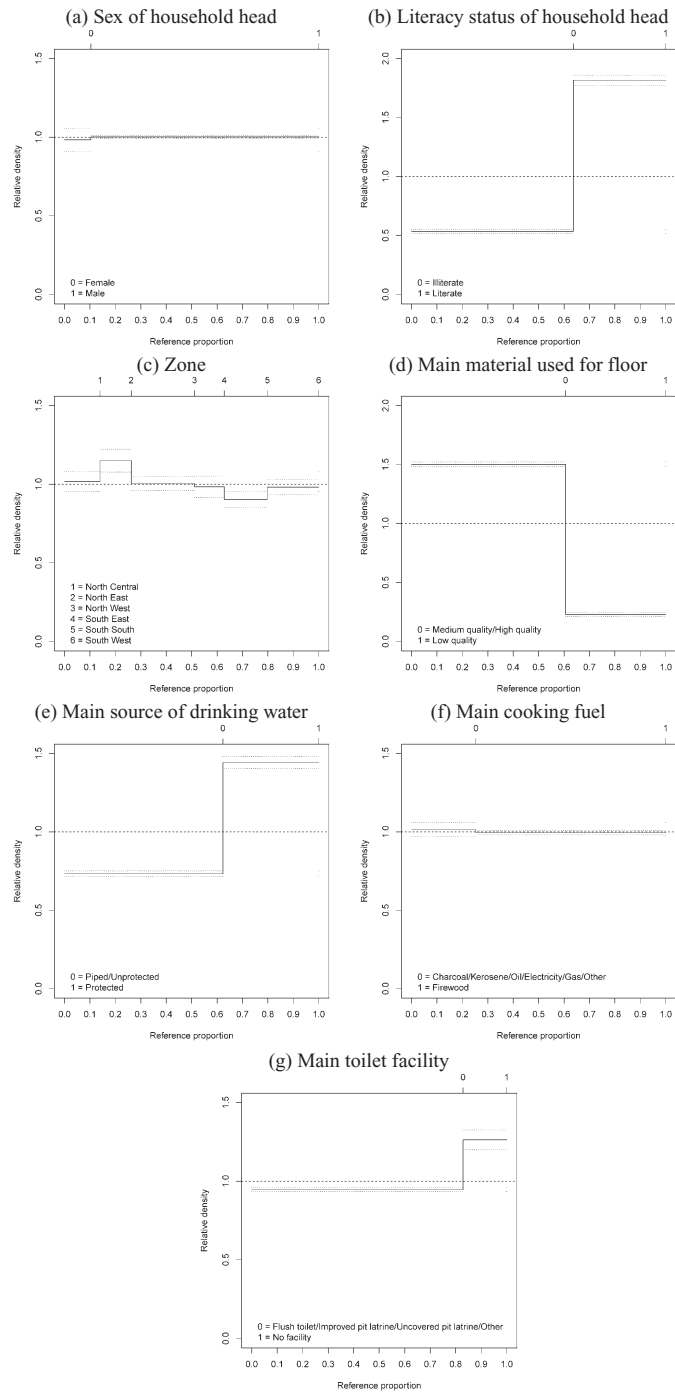 (a) Sex of household head
0 1
Relative density
0.0 0.5 1.0 1.5
0 = Female
1 = Male
0.0 0.1 0.2 0.3 0.4 0.5 0.6 0.7 0.8 0.9 1.0
Reference proportion
(b) Literacy status of household head
0 1
Relative density
0.0 0.5 1.0 1.5 2.0
0 = Illiterate
1 = Literate
0.0 0.1 0.2 0.3 0.4 0.5 0.6 0.7 0.8 0.9 1.0
Reference proportion
(c) Zone
1 2 3 4 5 6
Relative density
0.0 0.5 1.0 1.5
1 = North Central
2 = North East
3 = North West
4 = South East
5 = South South
6 = South West
0.0 0.1 0.2 0.3 0.4 0.5 0.6 0.7 0.8 0.9 1.0
Reference proportion
(d) Main material used for floor
0 1
Relative density
0.0 0.5 1.0 1.5 2.0
0 = Medium quality/High quality
1 = Low quality
0.0 0.1 0.2 0.3 0.4 0.5 0.6 0.7 0.8 0.9 1.0
Reference proportion
(e) Main source of drinking water
0 1
Relative density
0.0 0.5 1.0 1.5
0 = Piped/Unprotected
1 = Protected
0.0 0.1 0.2 0.3 0.4 0.5 0.6 0.7 0.8 0.9 1.0
Reference proportion
(f) Main cooking fuel
0 1
Relative density
0.0 0.5 1.0 1.5
0 = Charcoal/Kerosene/Oil/Electricity/Gas/Other
1 = Firewood
0.0 0.1 0.2 0.3 0.4 0.5 0.6 0.7 0.8 0.9 1.0
Reference proportion
(g) Main toilet facility
0 1
Relative density
0.0 0.5 1.0 1.5
0 = Flush toilet/Improved pit latrine/Uncovered pit latrine/Other
1 = No facility
0.0 0.1 0.2 0.3 0.4 0.5 0.6 0.7 0.8 0.9 1.0
Reference proportion